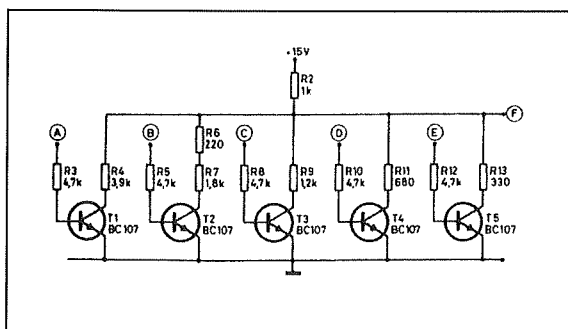 +15V
R2
1k
F
A
B
C
D
E
R6
220
R3
4,7k
R4
3,9k
R5
4,7k
R7
1,8k
R8
4,7k
R9
1,2k
R10
4,7k
R11
680
R12
4,7k
R13
330
T1
BC107
T2
BC107
T3
BC107
T4
BC107
T5
BC107